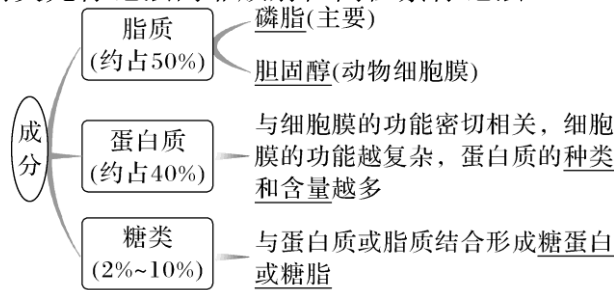 脂质
(约占50%)
磷脂(主要)
胆固醇(动物细胞膜)
成分
蛋白质
(约占40%)
与细胞膜的功能密切相关，细胞
膜的功能越复杂，蛋白质的种类
和含量越多
糖类
(2%~10%)
与蛋白质或脂质结合形成糖蛋白
或糖脂